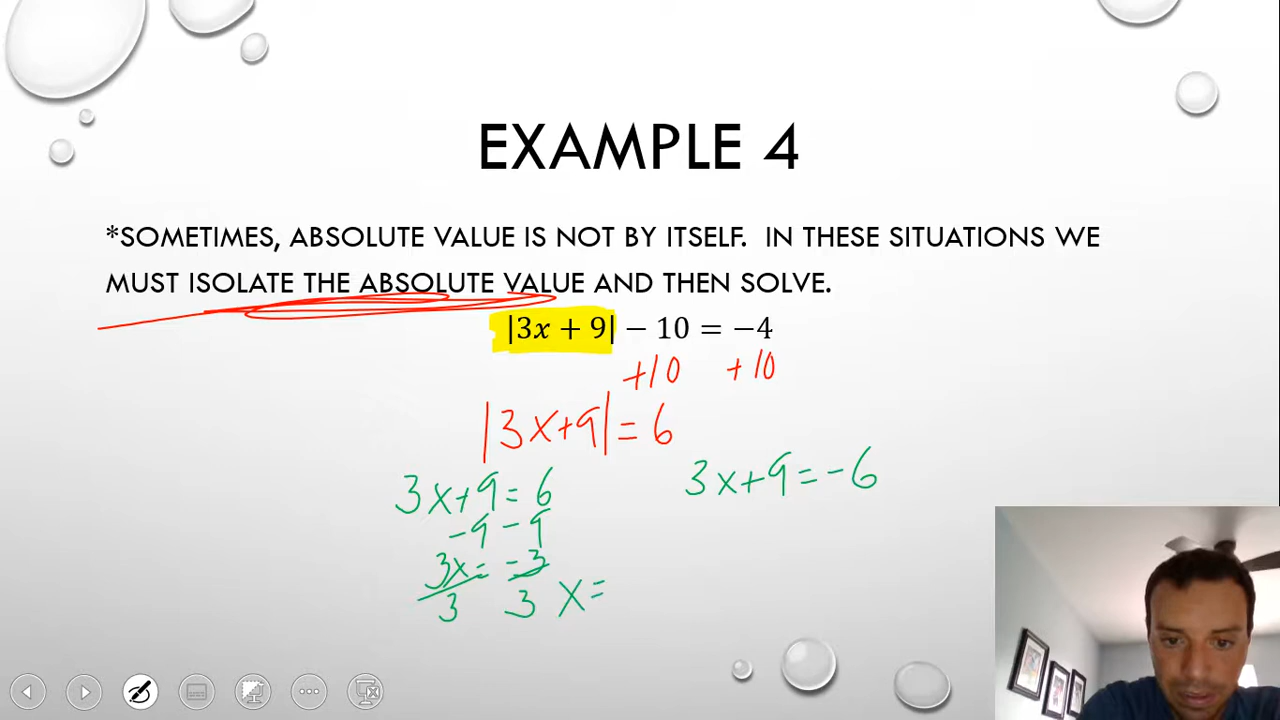 EXAMPLE 4
*SOMETIMES, ABSOLUTE VALUE IS NOT BY ITSELF. IN THESE SITUATIONS WE
MUST ISOLATE THE ABSOLUTE VALUE AND THEN SOLVE.
|3x + 9| − 10 = −4
+10 +10
|3x+9| = 6
3x+9 = 6
-9 -9
3x = -3
3 3
x =
3x+9 = -6